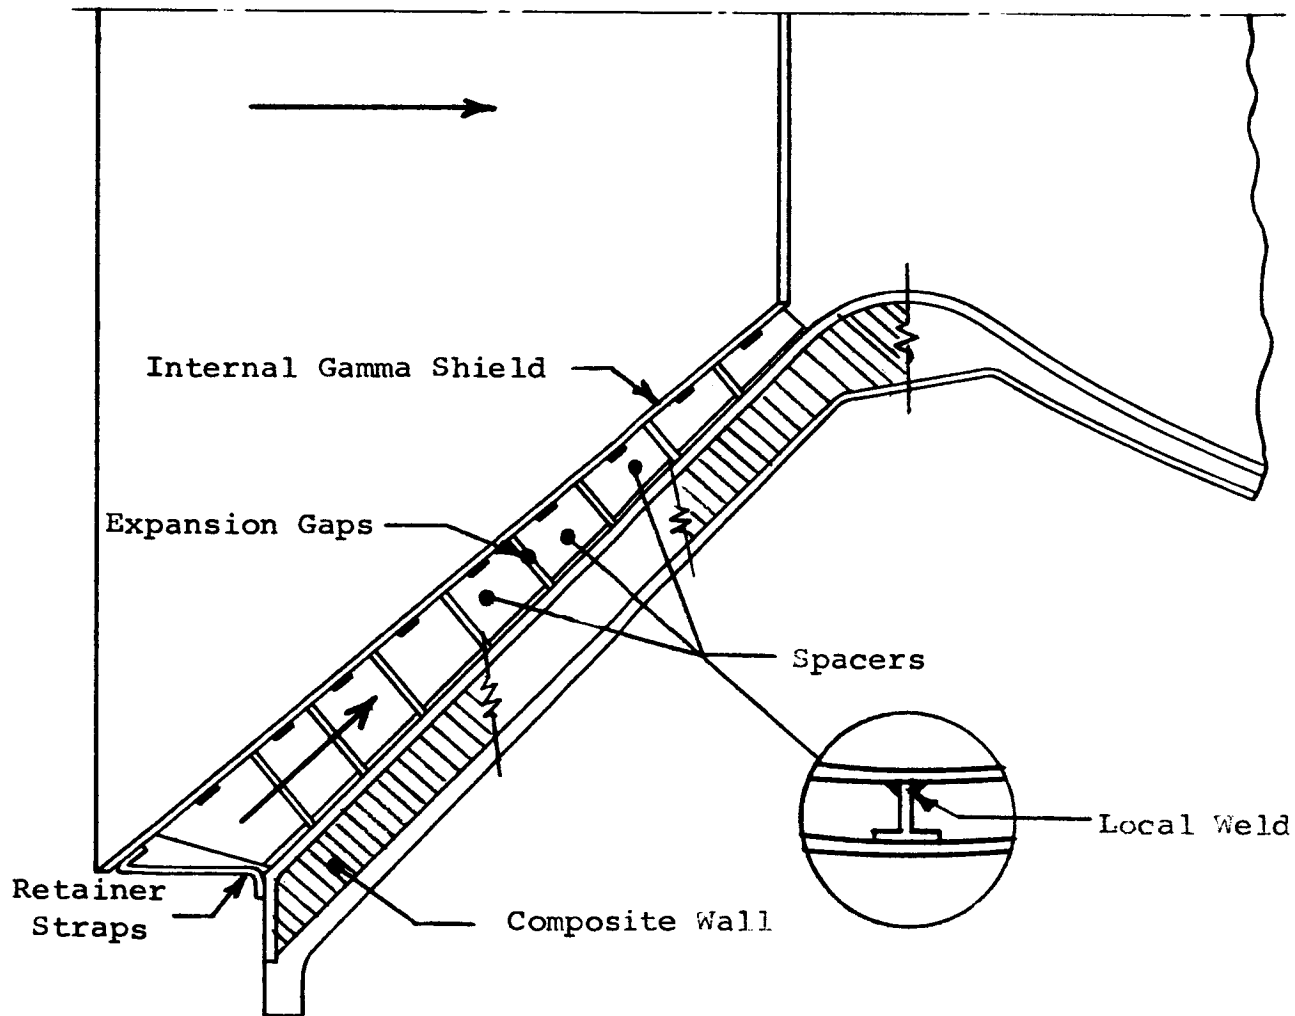 Internal Gamma Shield
Expansion Gaps
Spacers
Local Weld
Retainer
Straps
Composite Wall